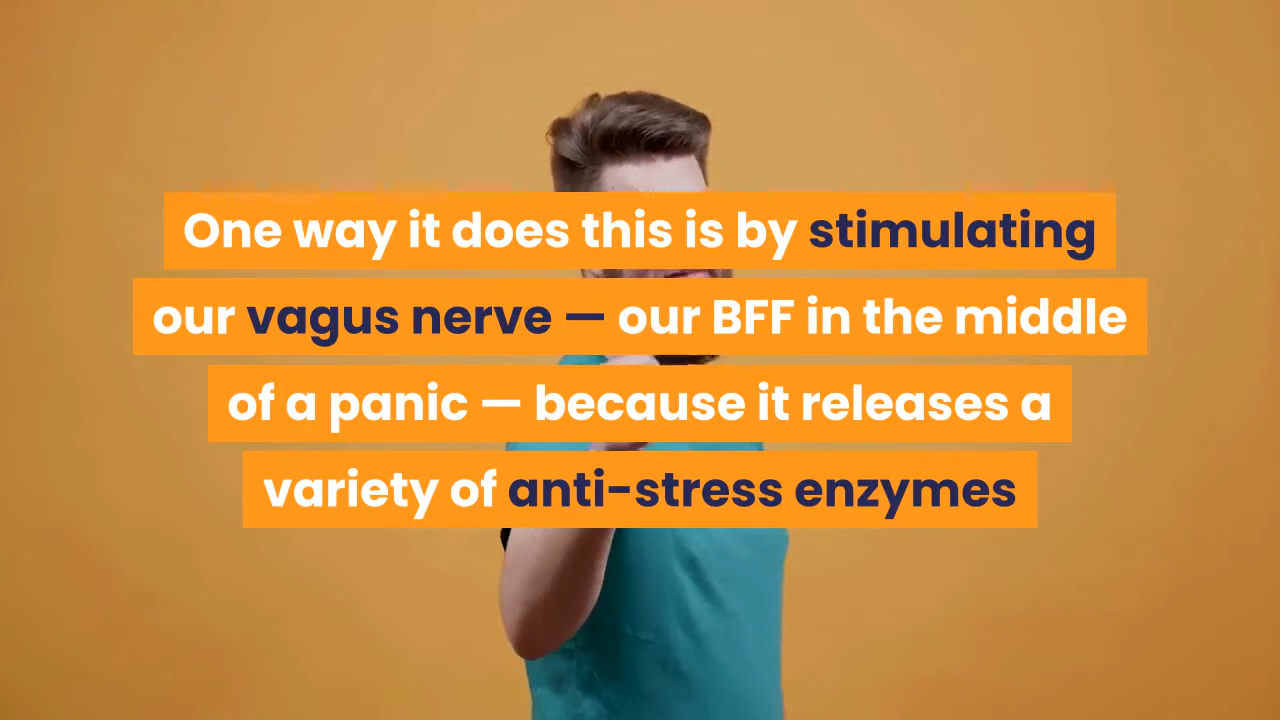 One way it does this is by stimulating
our vagus nerve — our BFF in the middle
of a panic — because it releases a
variety of anti-stress enzymes